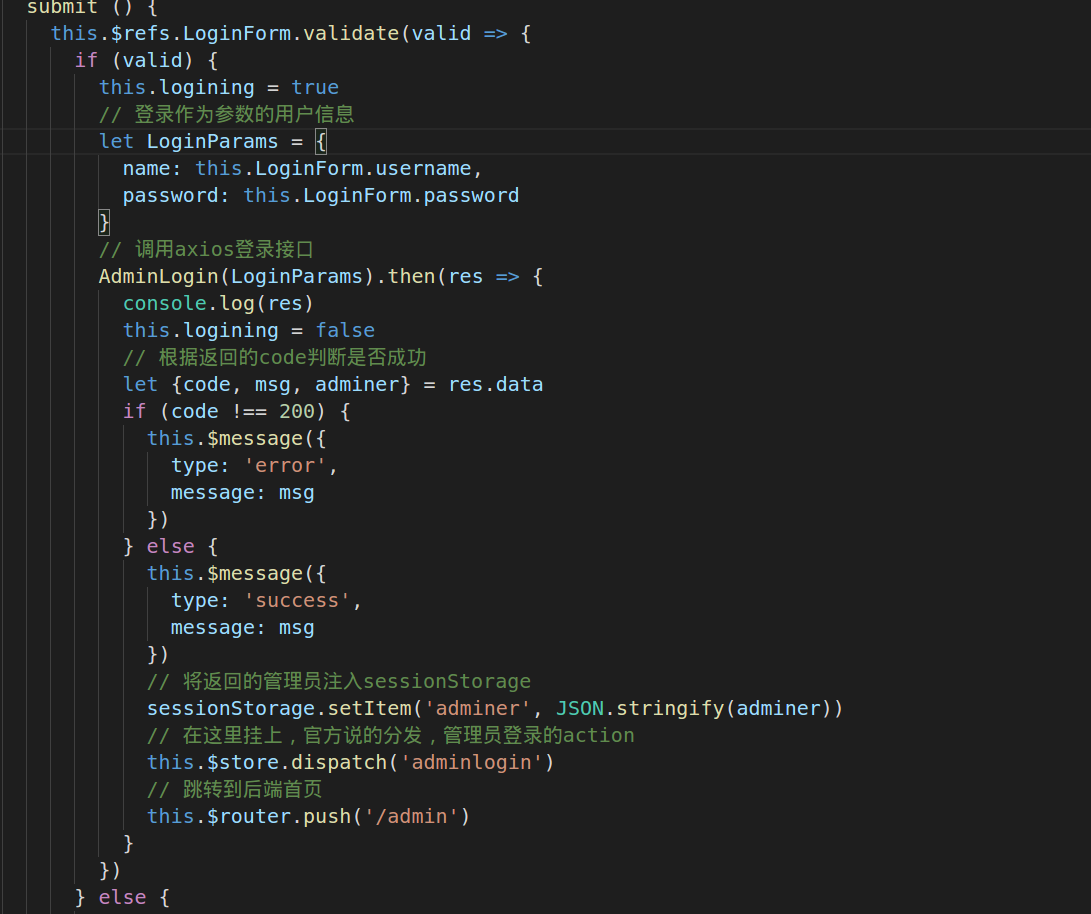 submit () {
this.$refs.LoginForm.validate(valid => {
if (valid) {
this.logining = true
// 登录作为参数的用户信息
let LoginParams = {
name: this.LoginForm.username,
password: this.LoginForm.password
}
// 调用axios登录接口
AdminLogin(LoginParams).then(res => {
console.log(res)
this.logining = false
// 根据返回的code判断是否成功
let {code, msg, adminer} = res.data
if (code !== 200) {
this.$message({
type: 'error',
message: msg
})
} else {
this.$message({
type: 'success',
message: msg
})
// 将返回的管理员注入sessionStorage
sessionStorage.setItem('adminer', JSON.stringify(adminer))
// 在这里挂上，官方说的分发，管理员登录的action
this.$store.dispatch('adminlogin')
// 跳转到后端首页
this.$router.push('/admin')
}
})
} else {